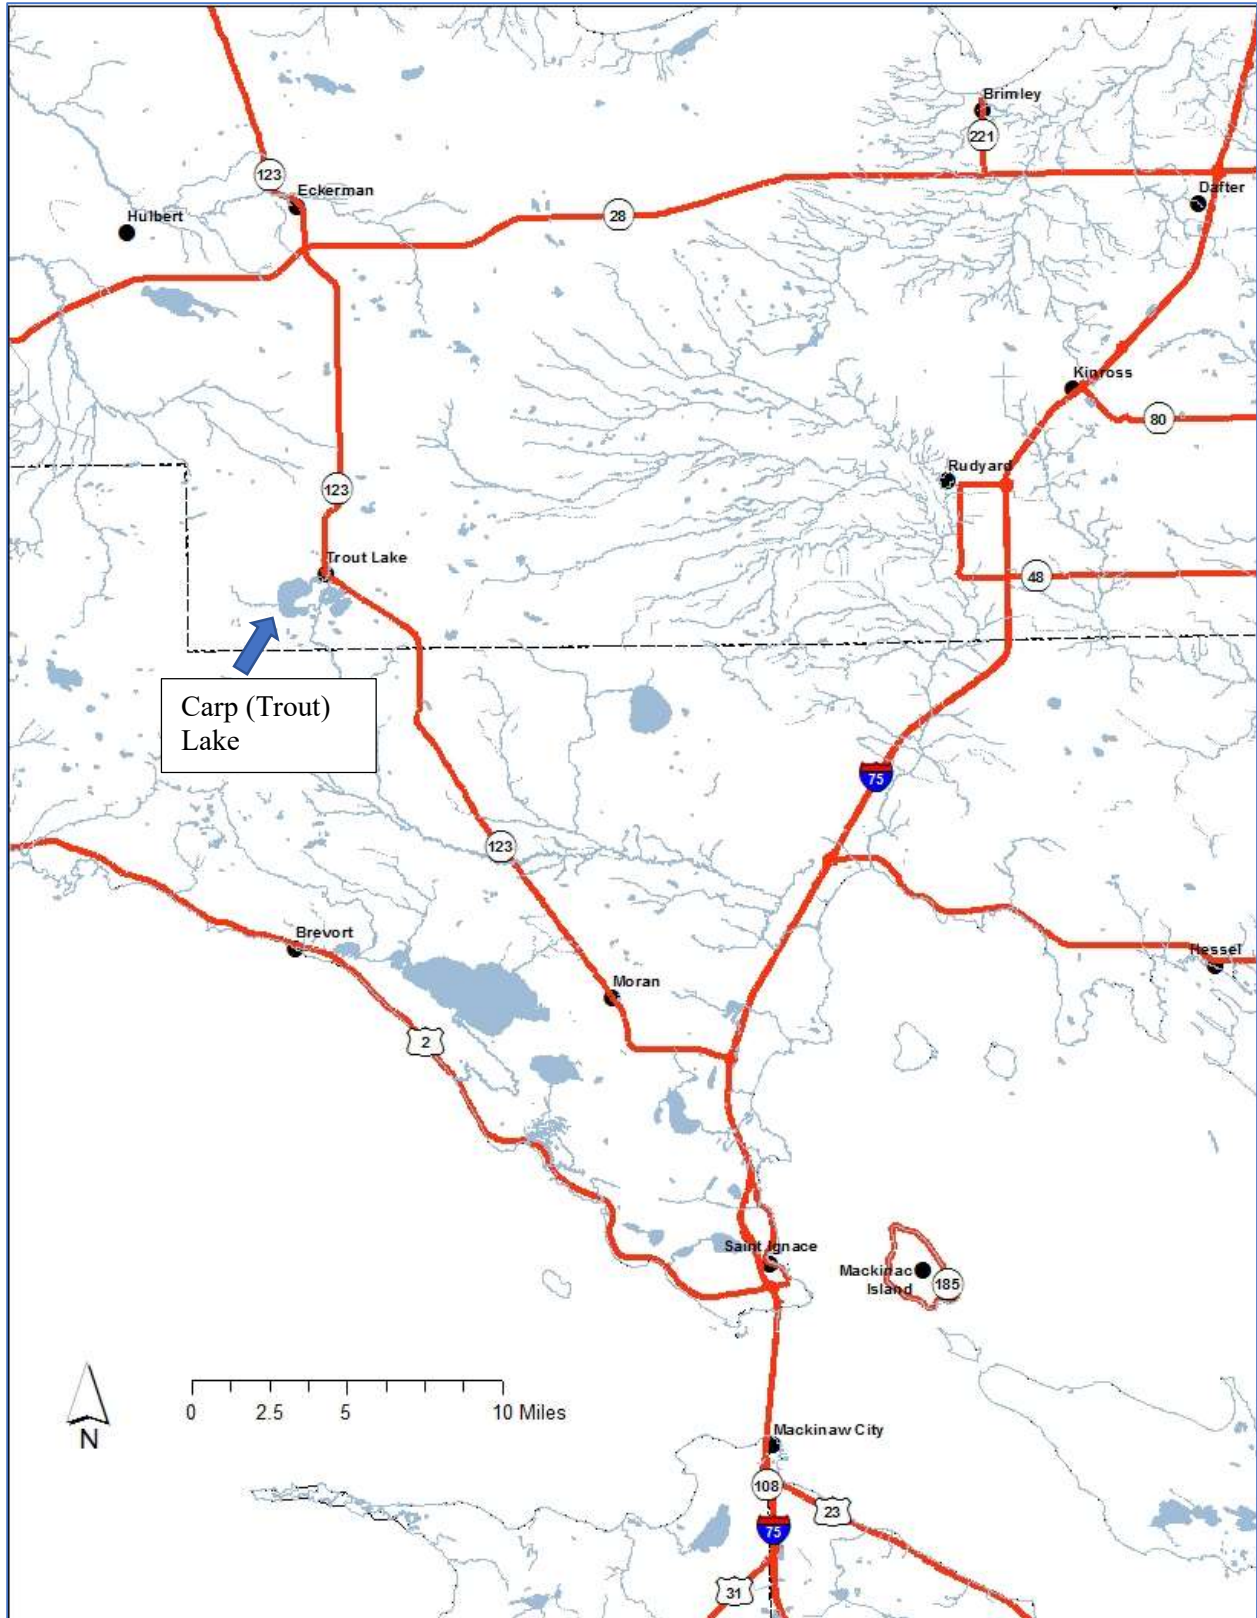 Brimley
221
123
Eckerman
Dafter
28
Hulbert
Kinross
80
Rudyard
123
Trout Lake
48
Carp (Trout)
Lake
75
123
Brevort
Hessel
Moran
2
Saint Ignace
Mackinac
Island
185
0 2.5 5 10 Miles
N
Mackinaw City
108
23
75
31